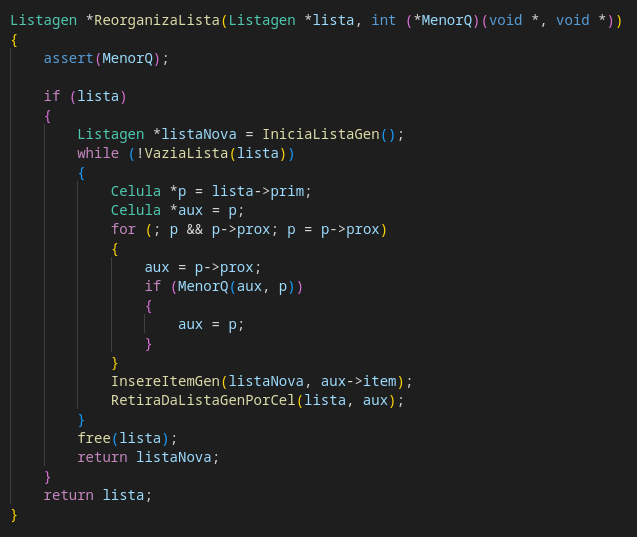 Listagen *ReorganizaLista(Listagen *lista, int (*MenorQ)(void *, void *))
{
    assert(MenorQ);

    if (lista)
    {
        Listagen *listaNova = IniciaListaGen();
        while (!VaziaLista(lista))
        {
            Celula *p = lista->prim;
            Celula *aux = p;
            for (; p && p->prox; p = p->prox)
            {
                aux = p->prox;
                if (MenorQ(aux, p))
                {
                    aux = p;
                }
            }
            InsereItemGen(listaNova, aux->item);
            RetiraDaListaGenPorCel(lista, aux);
        }
        free(lista);
        return listaNova;
    }
    return lista;
}